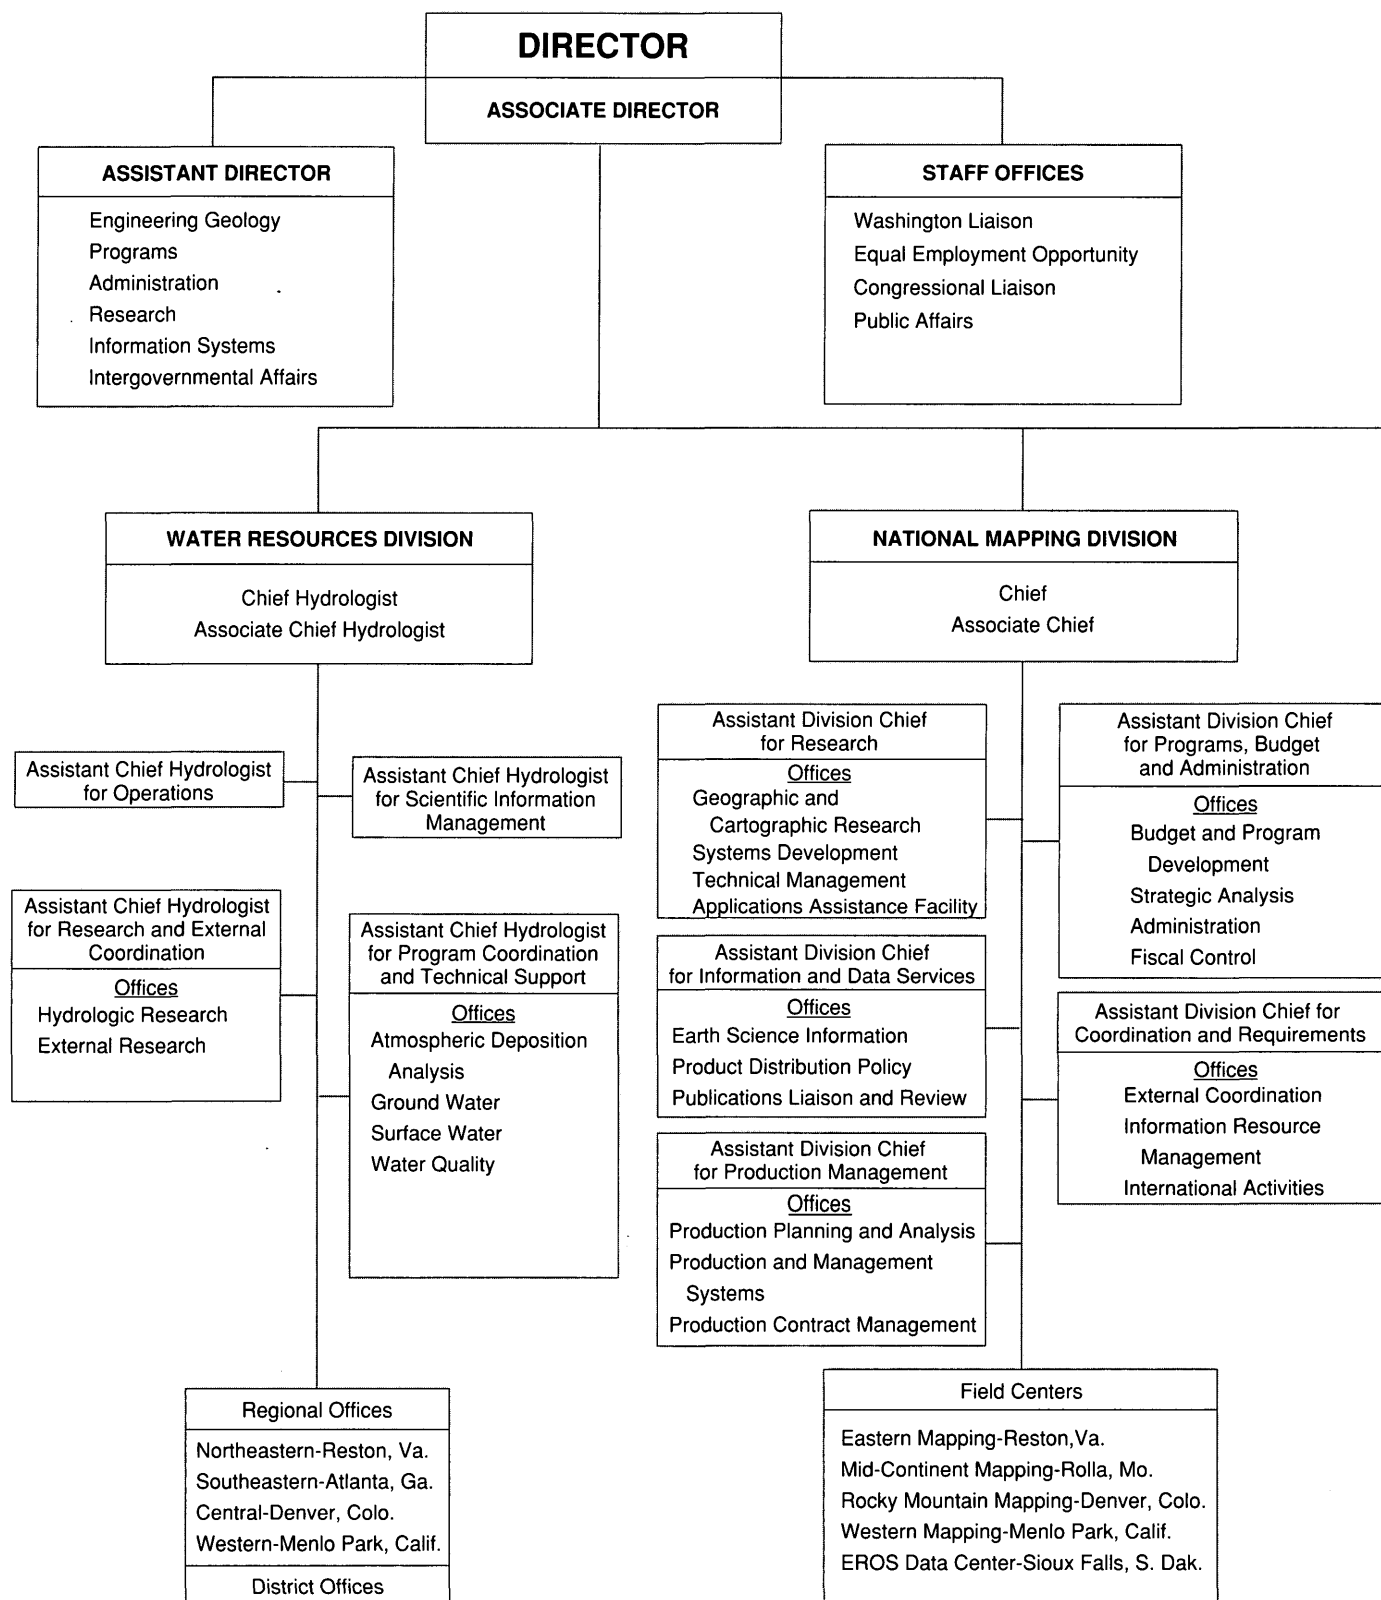 DIRECTOR
ASSOCIATE DIRECTOR
ASSISTANT DIRECTOR
Engineering Geology
Programs
Administration
Research
Information Systems
Intergovernmental Affairs
STAFF OFFICES
Washington Liaison
Equal Employment Opportunity
Congressional Liaison
Public Affairs
WATER RESOURCES DIVISION
Chief Hydrologist
Associate Chief Hydrologist
Assistant Chief Hydrologist
for Operations
Assistant Chief Hydrologist
for Scientific Information
Management
Assistant Chief Hydrologist
for Research and External
Coordination
Offices
Hydrologic Research
External Research
Assistant Chief Hydrologist
for Program Coordination
and Technical Support
Offices
Atmospheric Deposition
Analysis
Ground Water
Surface Water
Water Quality
Regional Offices
Northeastern-Reston, Va.
Southeastern-Atlanta, Ga.
Central-Denver, Colo.
Western-Menlo Park, Calif.
District Offices
NATIONAL MAPPING DIVISION
Chief
Associate Chief
Assistant Division Chief
for Research
Offices
Geographic and
Cartographic Research
Systems Development
Technical Management
Applications Assistance Facility
Assistant Division Chief
for Programs, Budget
and Administration
Offices
Budget and Program
Development
Strategic Analysis
Administration
Fiscal Control
Assistant Division Chief
for Information and Data Services
Offices
Earth Science Information
Product Distribution Policy
Publications Liaison and Review
Assistant Division Chief for
Coordination and Requirements
Offices
External Coordination
Information Resource
Management
International Activities
Assistant Division Chief
for Production Management
Offices
Production Planning and Analysis
Production and Management
Systems
Production Contract Management
Field Centers
Eastern Mapping-Reston,Va.
Mid-Continent Mapping-Rolla, Mo.
Rocky Mountain Mapping-Denver, Colo.
Western Mapping-Menlo Park, Calif.
EROS Data Center-Sioux Falls, S. Dak.